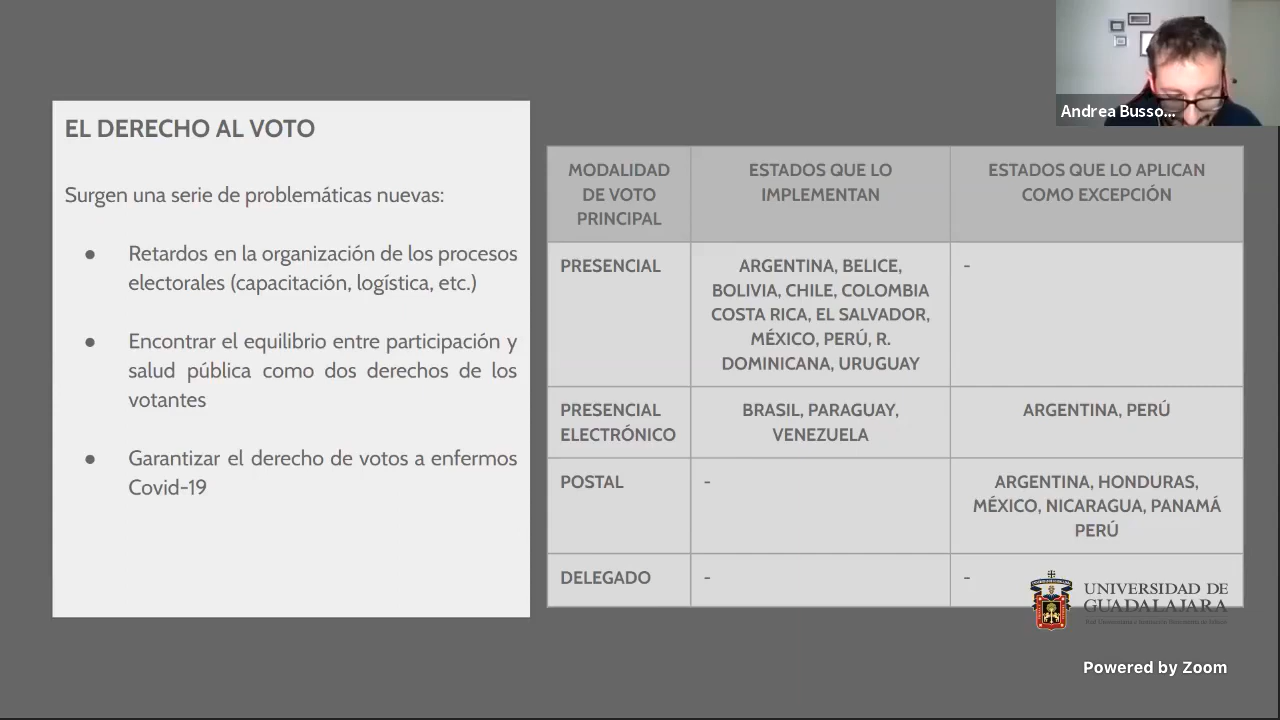 Andrea Busso...
EL DERECHO AL VOTO
Surgen una serie de problemáticas nuevas:
● Retardos en la organización de los procesos
electorales (capacitación, logística, etc.)
● Encontrar el equilibrio entre participación y
salud pública como dos derechos de los
votantes
● Garantizar el derecho de votos a enfermos
Covid-19
MODALIDAD
DE VOTO
PRINCIPAL
ESTADOS QUE LO
IMPLEMENTAN
ESTADOS QUE LO APLICAN
COMO EXCEPCIÓN
PRESENCIAL
ARGENTINA, BELICE,
BOLIVIA, CHILE, COLOMBIA
COSTA RICA, EL SALVADOR,
MÉXICO, PERÚ, R.
DOMINICANA, URUGUAY
-
PRESENCIAL
ELECTRÓNICO
BRASIL, PARAGUAY,
VENEZUELA
ARGENTINA, PERÚ
POSTAL
-
ARGENTINA, HONDURAS,
MÉXICO, NICARAGUA, PANAMÁ
PERÚ
DELEGADO
-
-
UNIVERSIDAD DE
GUADALAJARA
Powered by Zoom